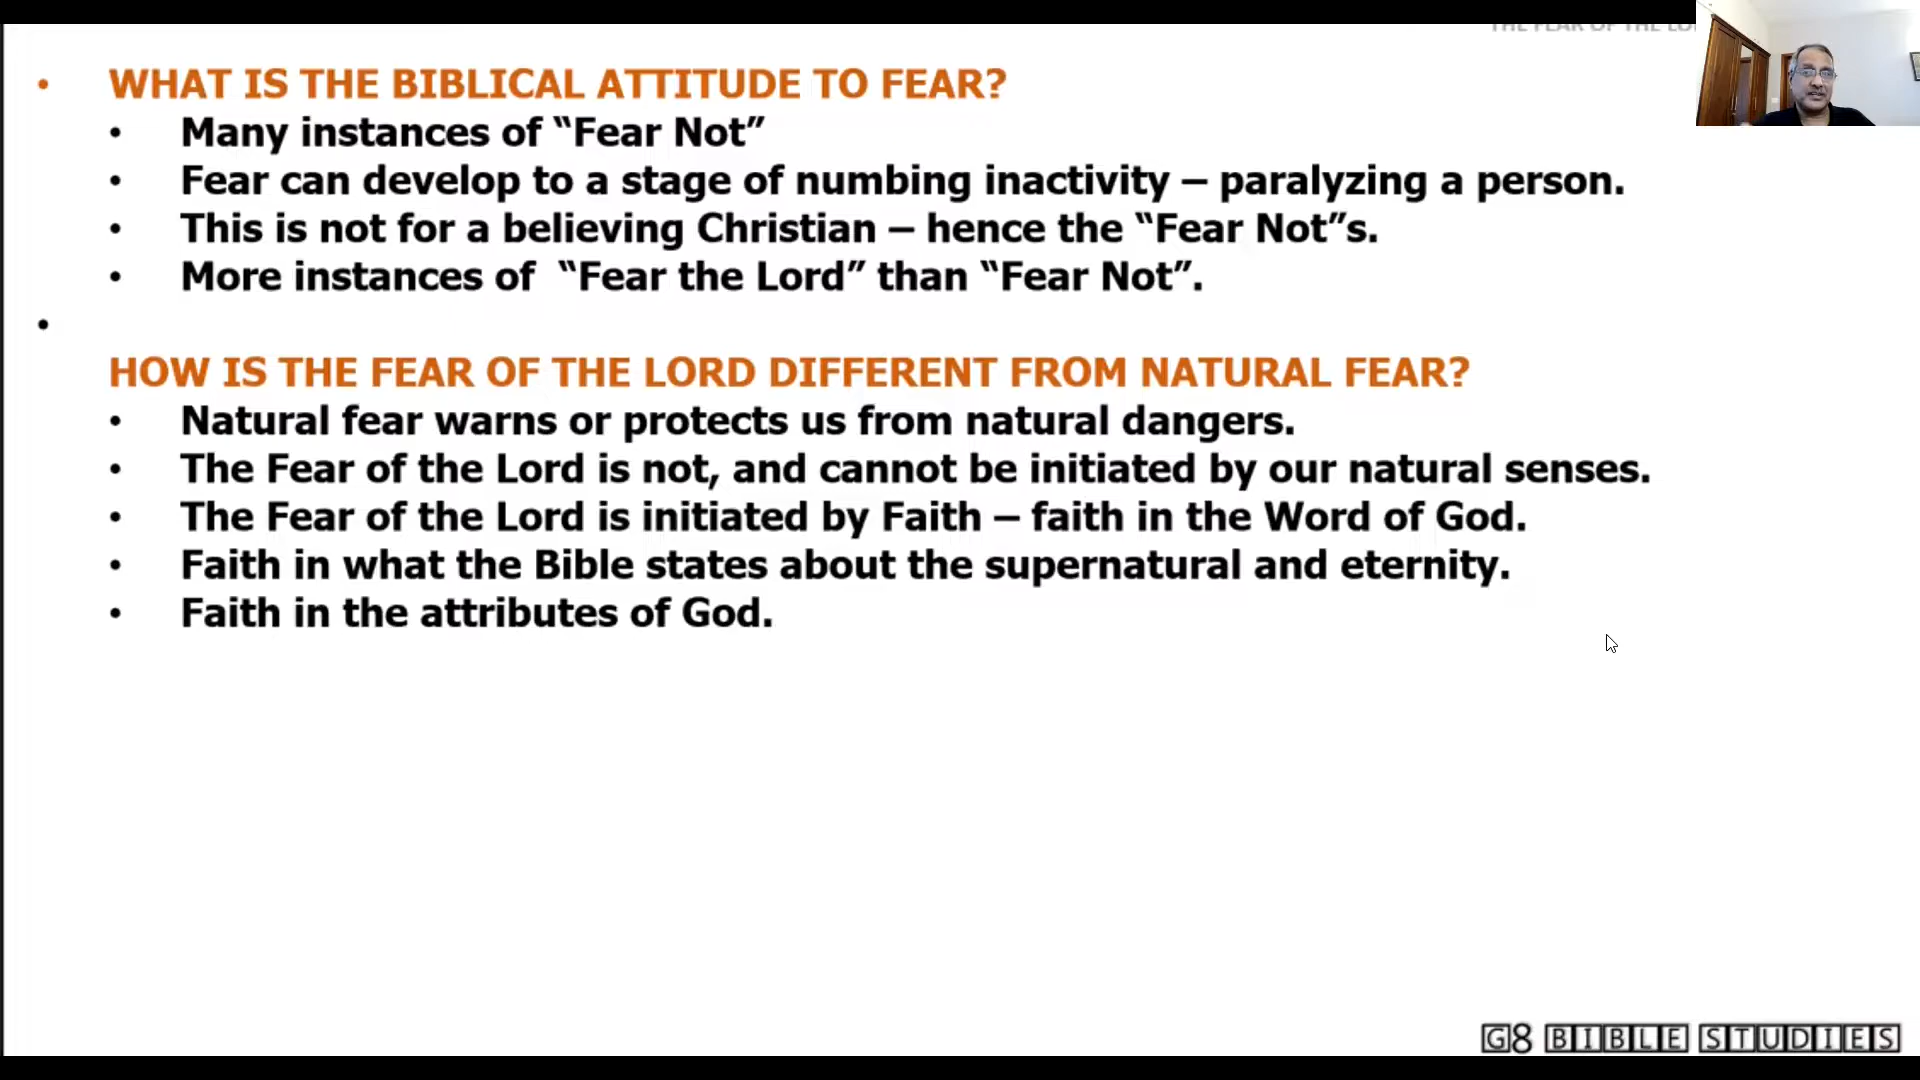 THE FEAR OF THE
• WHAT IS THE BIBLICAL ATTITUDE TO FEAR?
• Many instances of “Fear Not”
• Fear can develop to a stage of numbing inactivity – paralyzing a person.
• This is not for a believing Christian – hence the “Fear Not”s.
• More instances of “Fear the Lord” than “Fear Not”.
•
HOW IS THE FEAR OF THE LORD DIFFERENT FROM NATURAL FEAR?
• Natural fear warns or protects us from natural dangers.
• The Fear of the Lord is not, and cannot be initiated by our natural senses.
• The Fear of the Lord is initiated by Faith – faith in the Word of God.
• Faith in what the Bible states about the supernatural and eternity.
• Faith in the attributes of God.
G8 BIBLE STUDIES